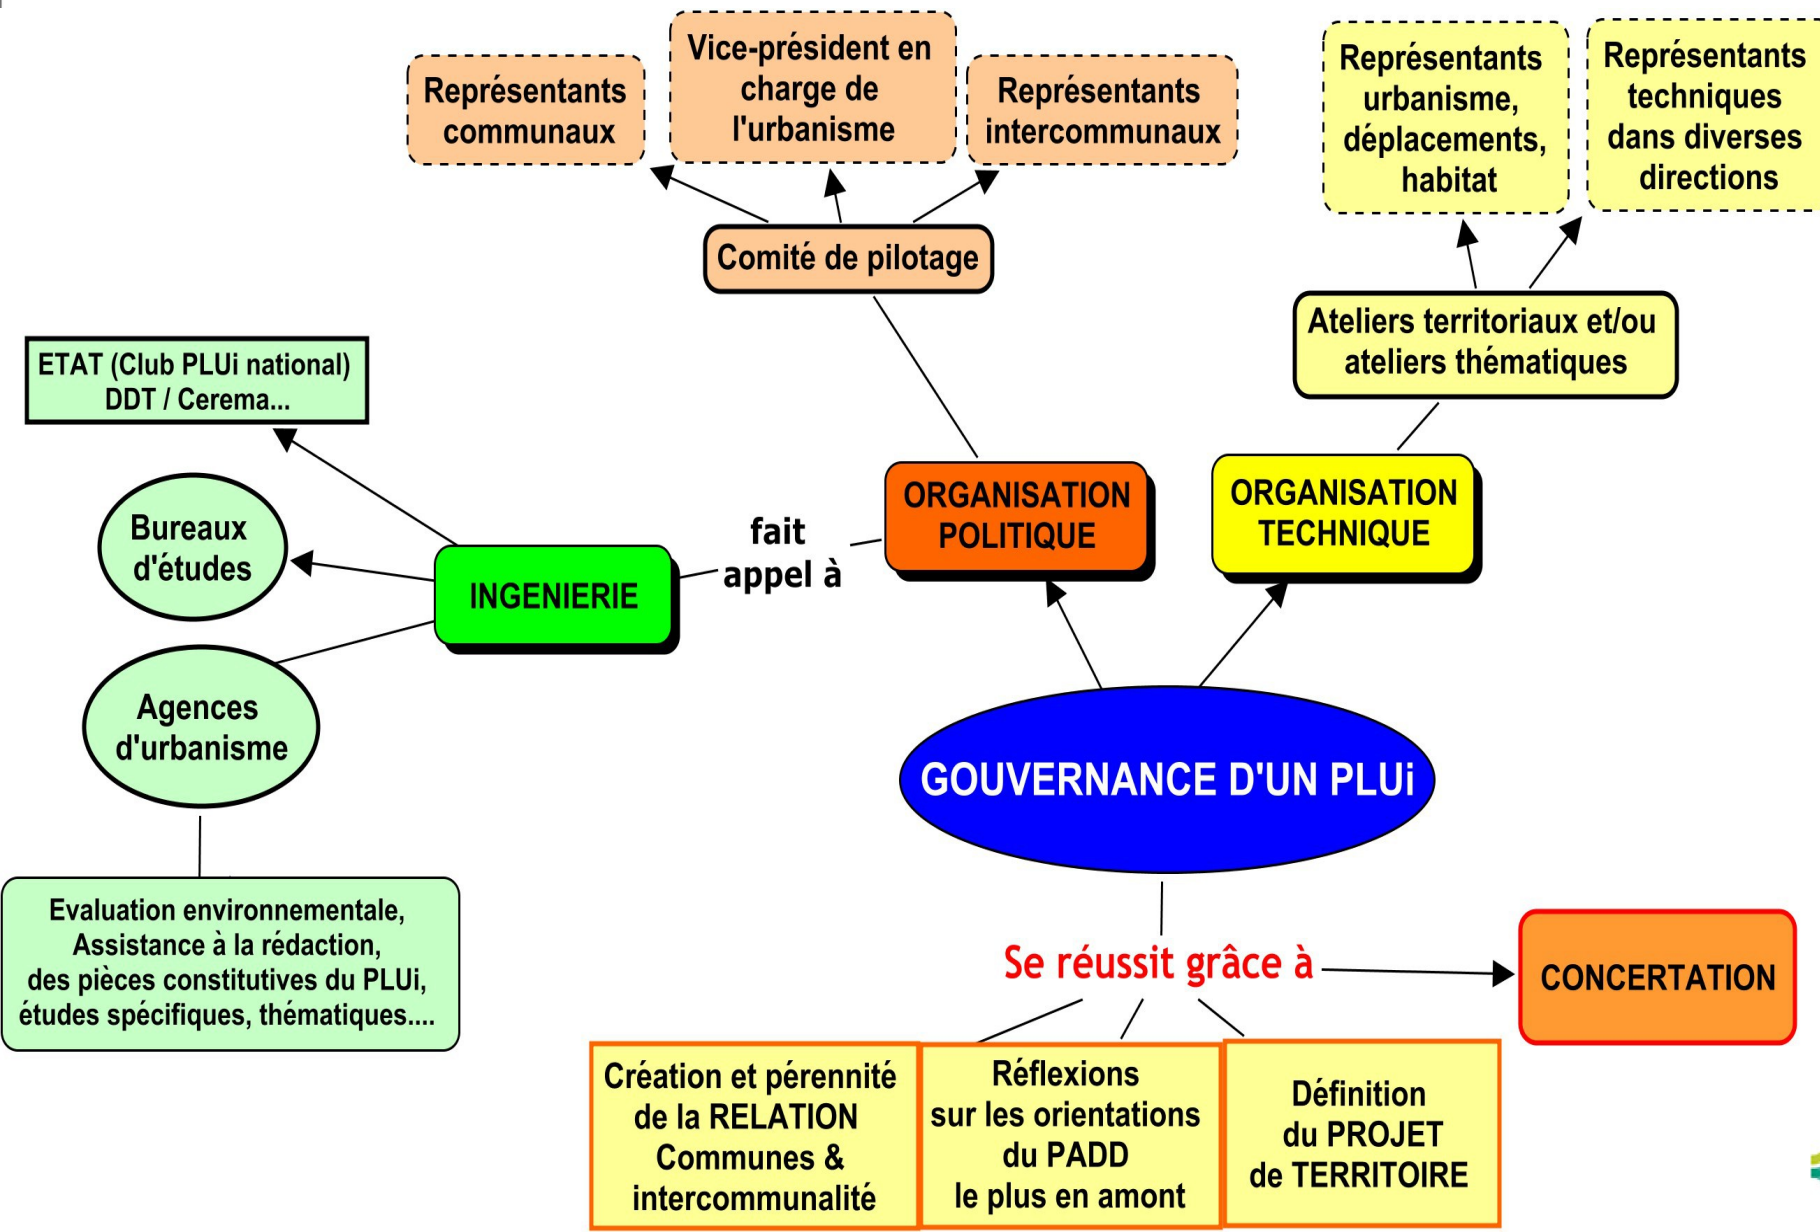 Représentants
communaux
Vice-président en
charge de
l'urbanisme
Représentants
intercommunaux
Représentants
urbanisme,
déplacements,
habitat
Représentants
techniques
dans diverses
directions
Comité de pilotage
Ateliers territoriaux et/ou
ateliers thématiques
ETAT (Club PLUi national)
DDT / Cerema...
Bureaux
d'études
Agences
d'urbanisme
INGENIERIE
fait
appel à
ORGANISATION
POLITIQUE
ORGANISATION
TECHNIQUE
GOUVERNANCE D'UN PLUi
Evaluation environnementale,
Assistance à la rédaction,
des pièces constitutives du PLUi,
études spécifiques, thématiques....
Se réussit grâce à
CONCERTATION
Création et pérennité
de la RELATION
Communes &
intercommunalité
Réflexions
sur les orientations
du PADD
le plus en amont
Définition
du PROJET
de TERRITOIRE